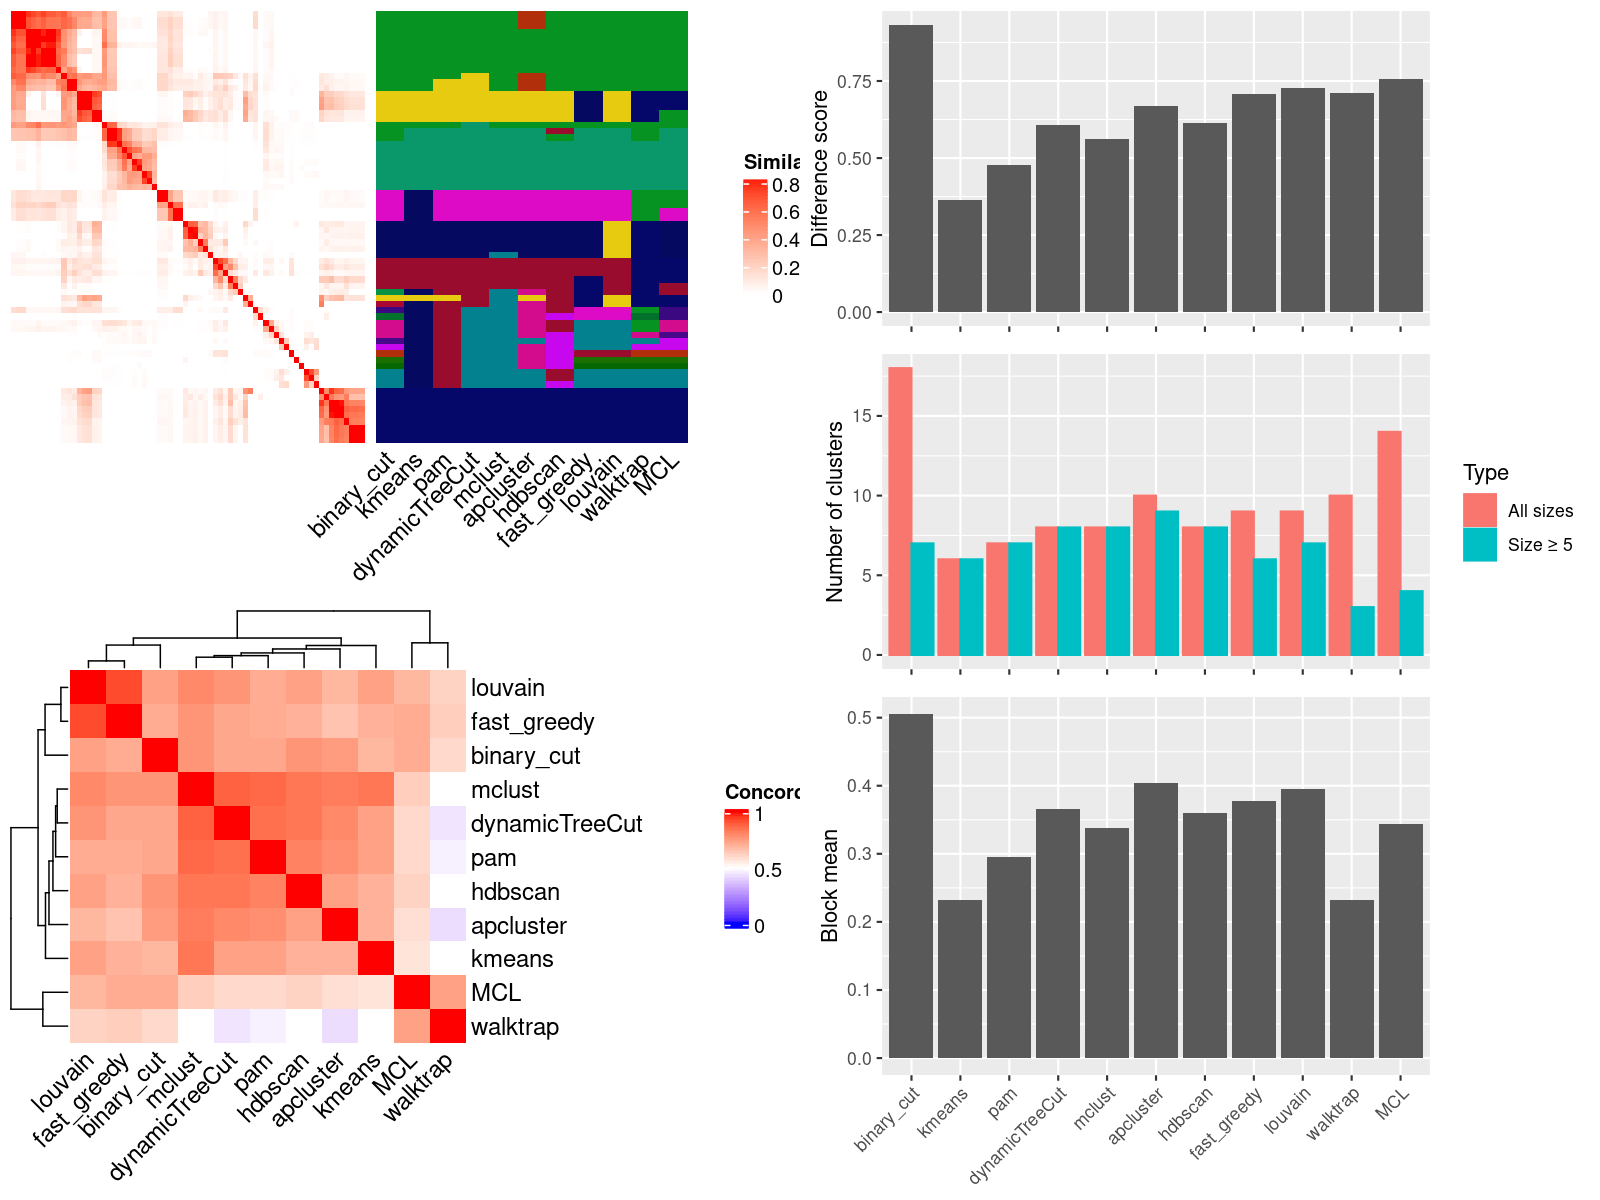 Simila
0.8
0.6
0.4
0.2
0
binary_cut
kmeans
pam
dynamicTreeCut
mclust
apcluster
hdbscan
fast_greedy
louvain
walktrap
MCL
Difference score
0.75
0.50
0.25
0.00
Number of clusters
15
10
5
0
Type
All sizes
Size ≥ 5
louvain
fast_greedy
binary_cut
mclust
dynamicTreeCut
pam
hdbscan
apcluster
kmeans
MCL
walktrap
louvain
fast_greedy
binary_cut
mclust
dynamicTreeCut
pam
hdbscan
apcluster
kmeans
MCL
walktrap
Concord
1
0.5
0
Block mean
0.5
0.4
0.3
0.2
0.1
0.0
binary_cut
kmeans
pam
dynamicTreeCut
mclust
apcluster
hdbscan
fast_greedy
louvain
walktrap
MCL